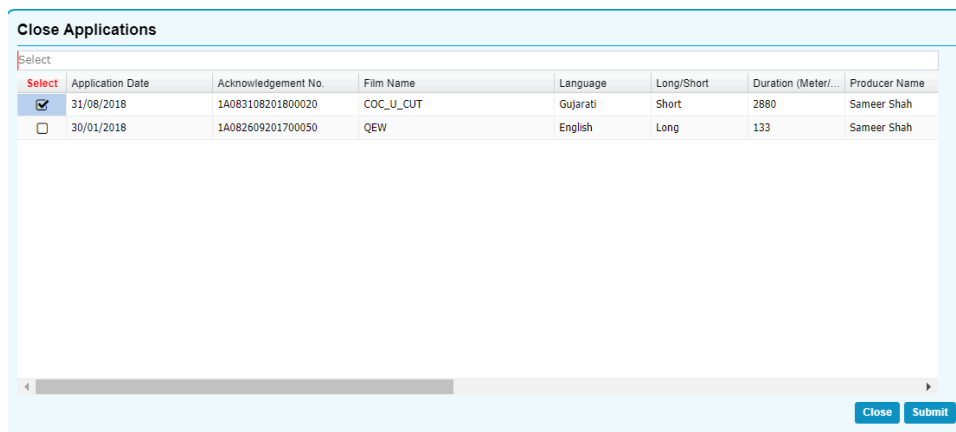 Close Applications
Select
Select Application Date Acknowledgement No. Film Name Language Long/Short Duration (Meter/... Producer Name
31/08/2018 1A083108201800020 COC_U_CUT Gujarati Short 2880 Sameer Shah
30/01/2018 1A082609201700050 QEW English Long 133 Sameer Shah
Close Submit